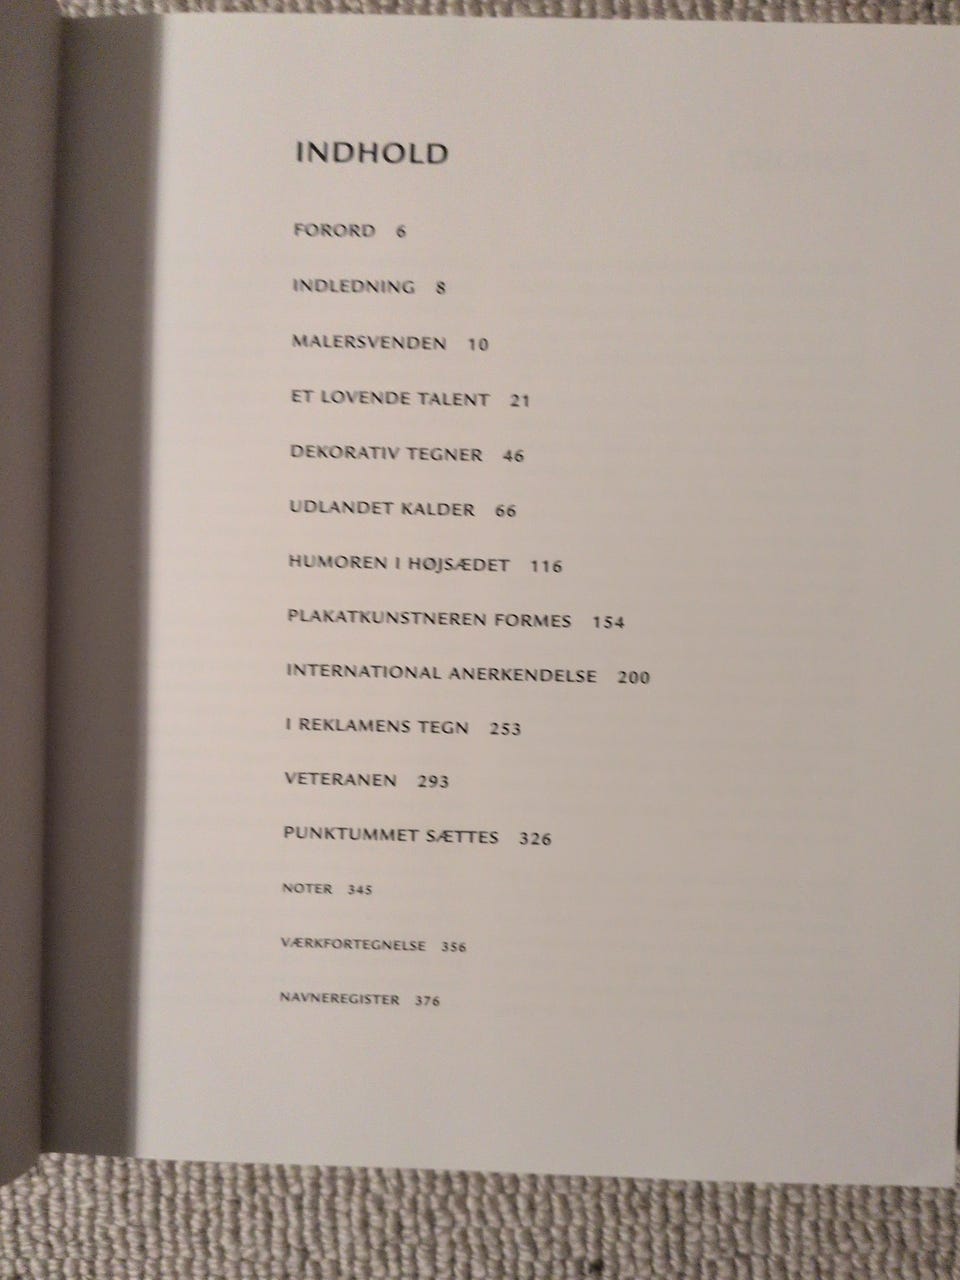 INDHOLD
FORORD 6
INDLEDNING 8
MALERSVENDEN 10
ET LOVENDE TALENT 21
DEKORATIV TEGNER 46
UDLANDET KALDER 66
HUMOREN I HØJSÆDET 116
PLAKATKUNSTNEREN FORMES 154
INTERNATIONAL ANERKENDELSE 200
I REKLAMENS TEGN 253
VETERANEN 293
PUNKTUMMET SÆTTES 326
NOTER 345
VÆRKFORTEGNELSE 356
NAVNEREGISTER 376